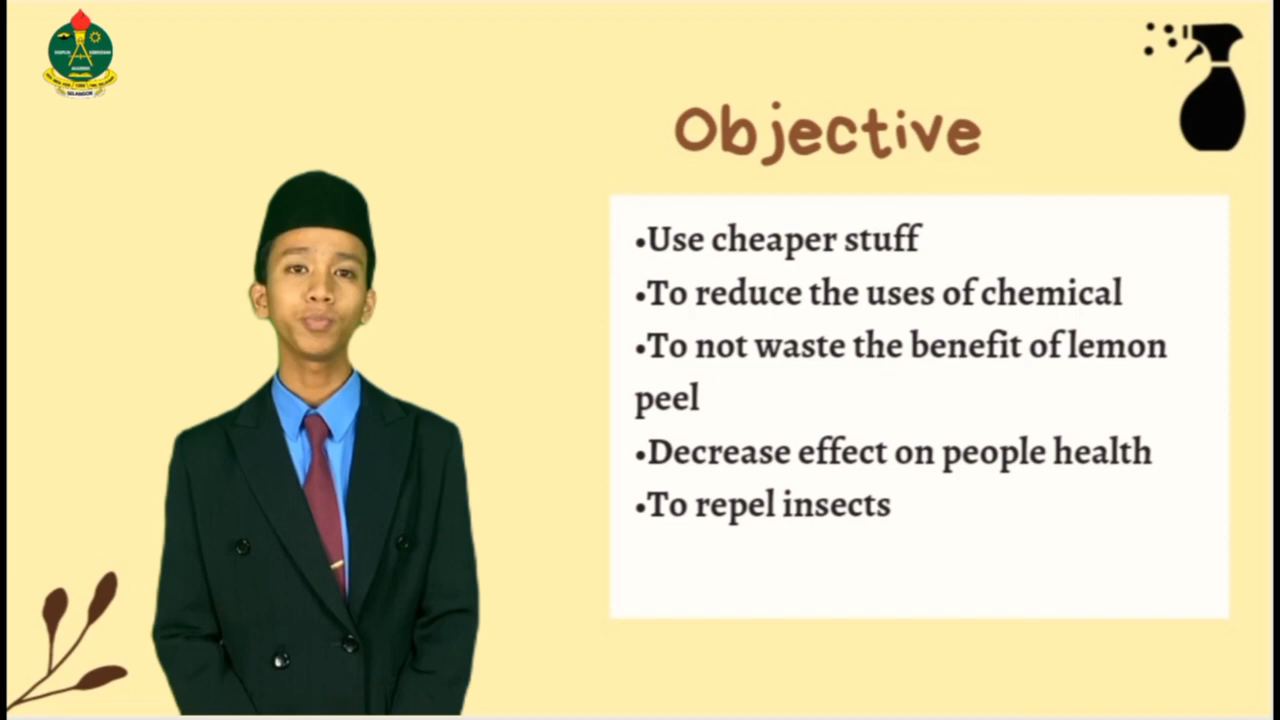 Objective
•Use cheaper stuff
•To reduce the uses of chemical
•To not waste the benefit of lemon
peel
•Decrease effect on people health
•To repel insects
SELANGOR